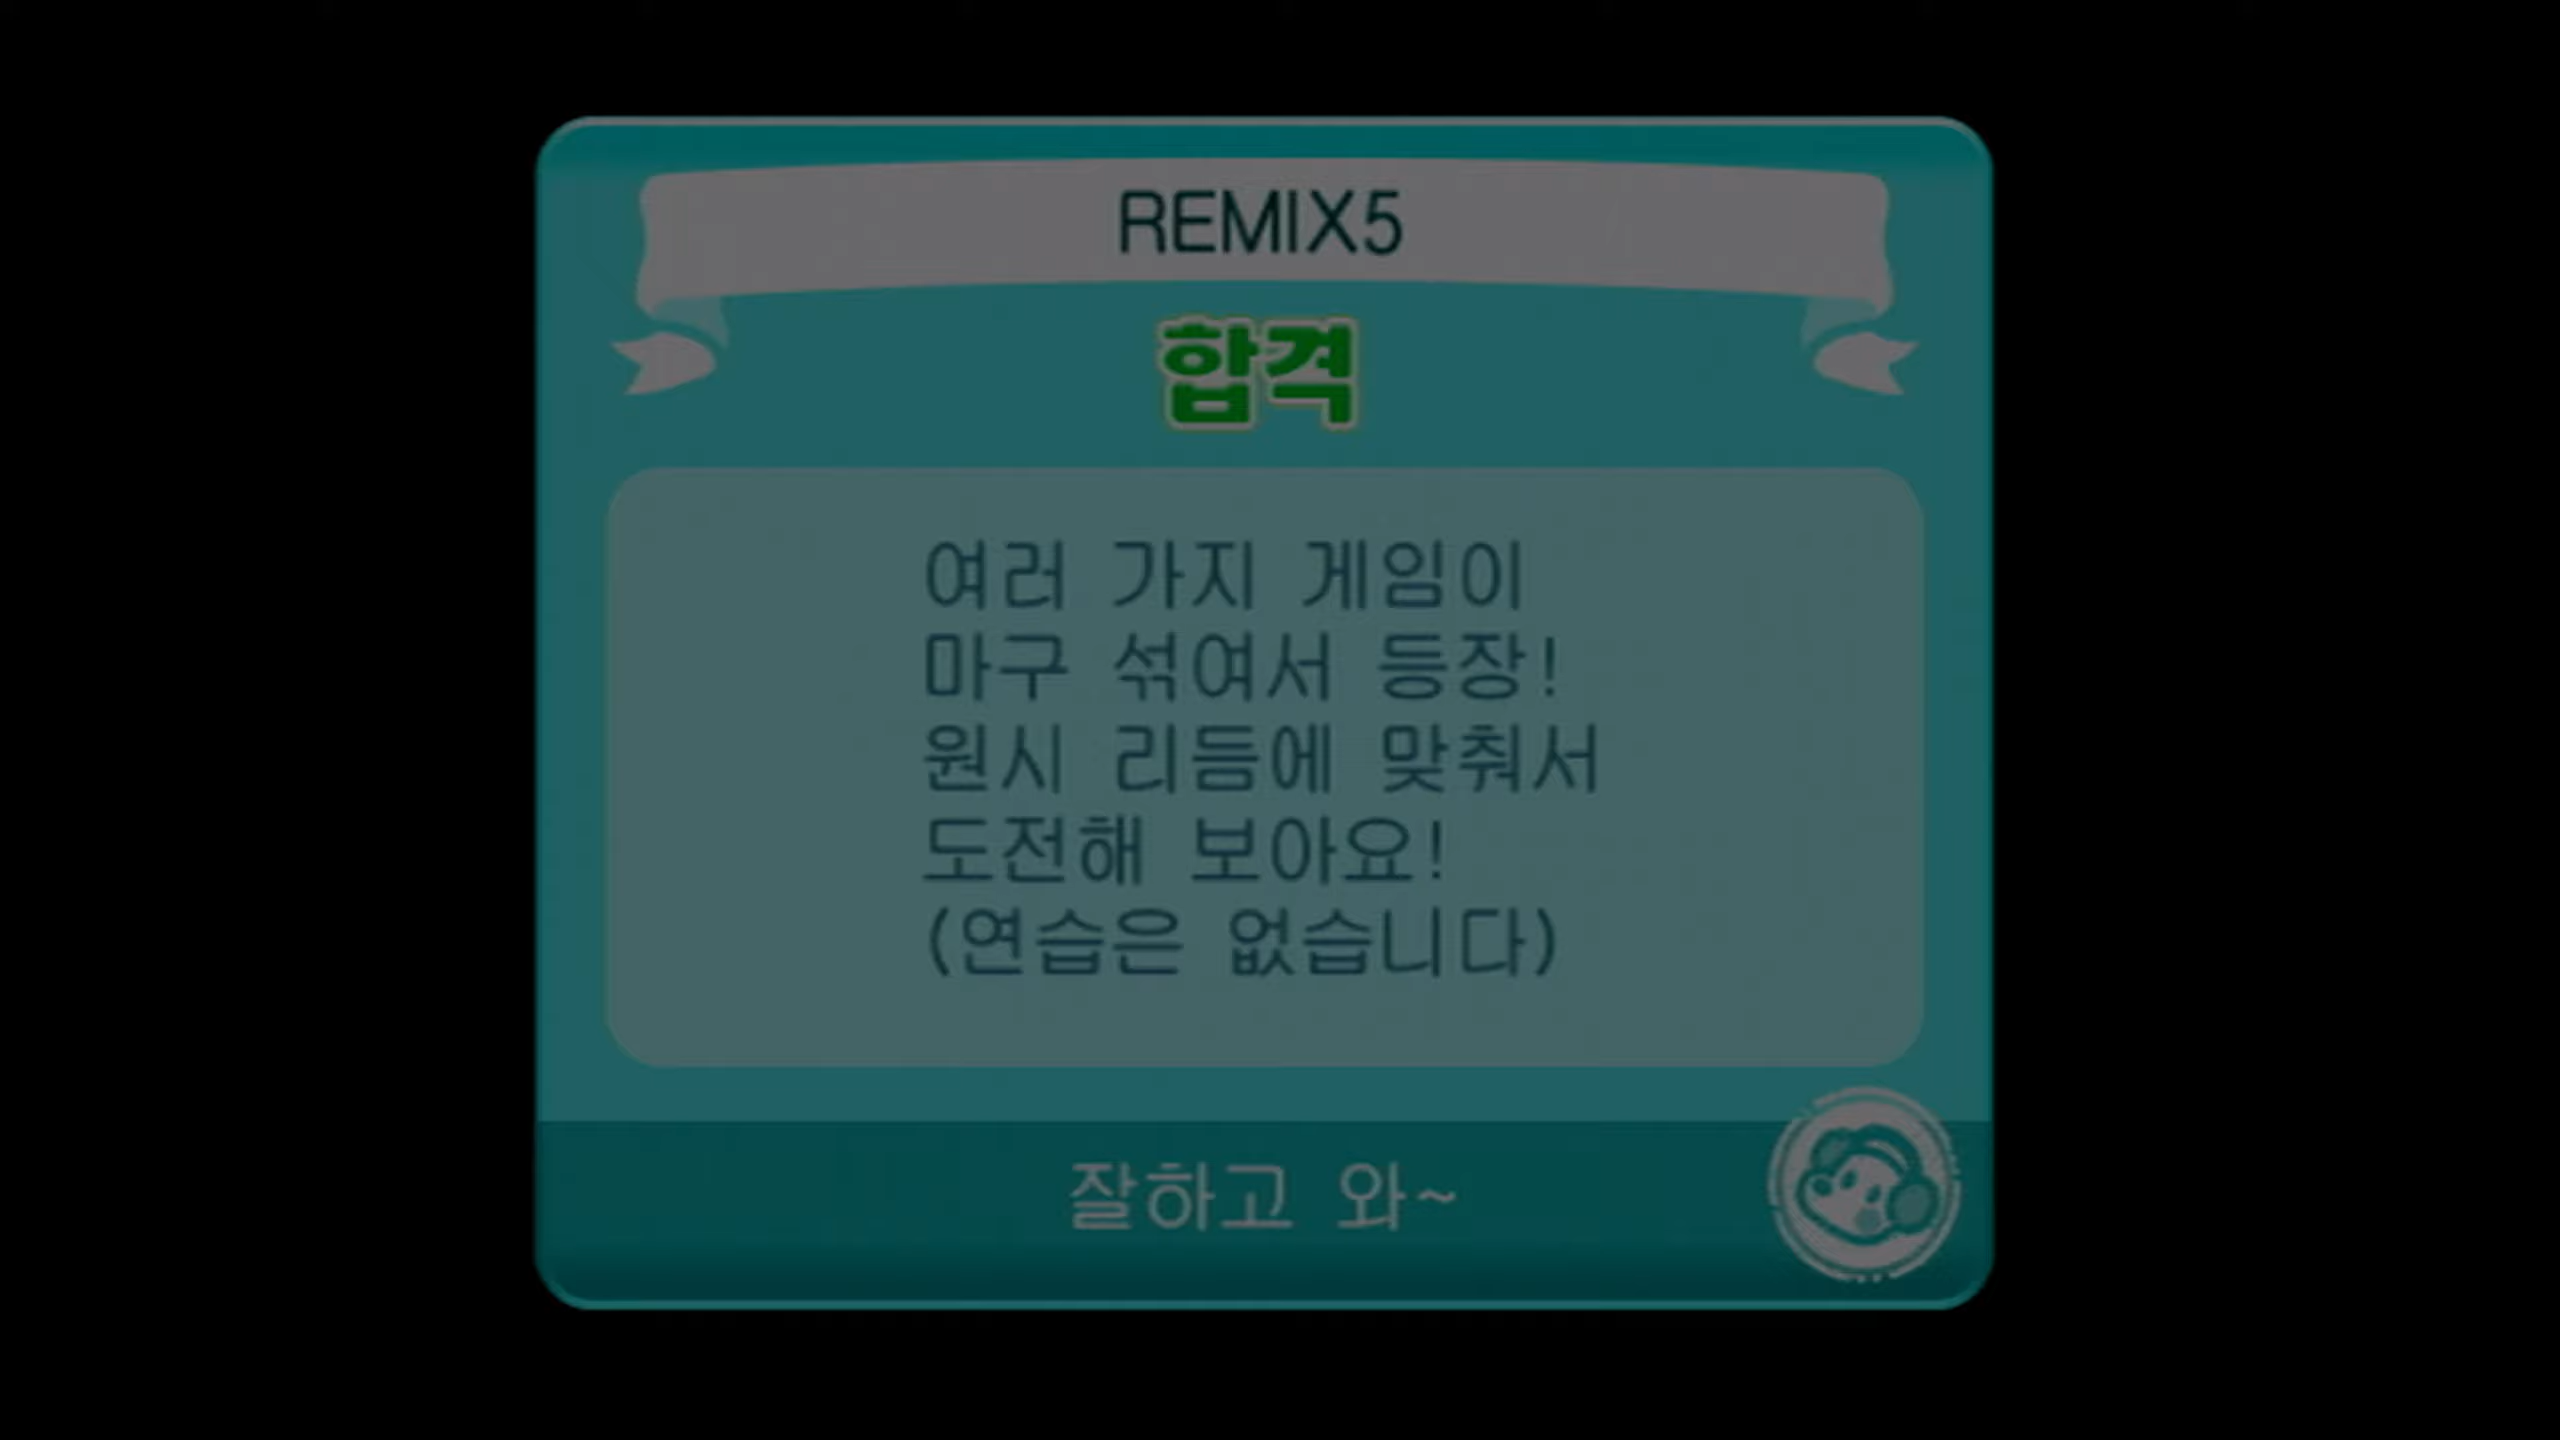 REMIX5
합격
여러 가지 게임이
마구 섞여서 등장!
원시 리듬에 맞춰서
도전해 보아요!
(연습은 없습니다)
잘하고 와~